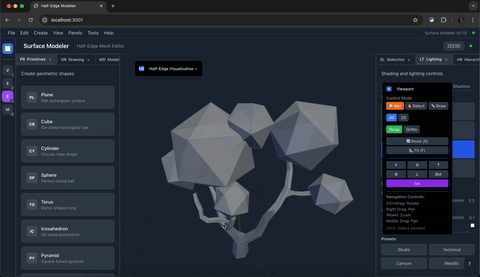 Half-Edge Modeler
localhost:3001
File Edit View Panels Tools Help
Surface Modeler v2.1.0
Surface Modeler
Half-Edge Mesh Editor
2D/3D
PR Primitives
DR Drawing
MD Model
Create geometric shapes
PL Plane
Flat rectangular surface
CB Cube
Six-sided rectangular box
CY Cylinder
Circular tube shape
SP Sphere
Perfect round ball
TO Torus
Donut-shaped ring
IC Icosahedron
20-sided polyhedron
PY Pyramid
Square-based pyramid
V
E
F
M
Half-Edge Visualization
SL Selection
LT Lighting
HR Hierarch
Shading and lighting controls
Shadows
Viewport
Control Mode
Nav
Select
Draw
3D
2D
Persp
Ortho
Reset (R)
Fit (F)
F R T
B L Bot
Iso
Navigation Controls:
Ctrl+Drag: Rotate
Right Drag: Pan
Wheel: Zoom
Middle Drag: Pan
Click: Select element
0.2
Presets
Studio
Technical
Cartoon
Metallic
?